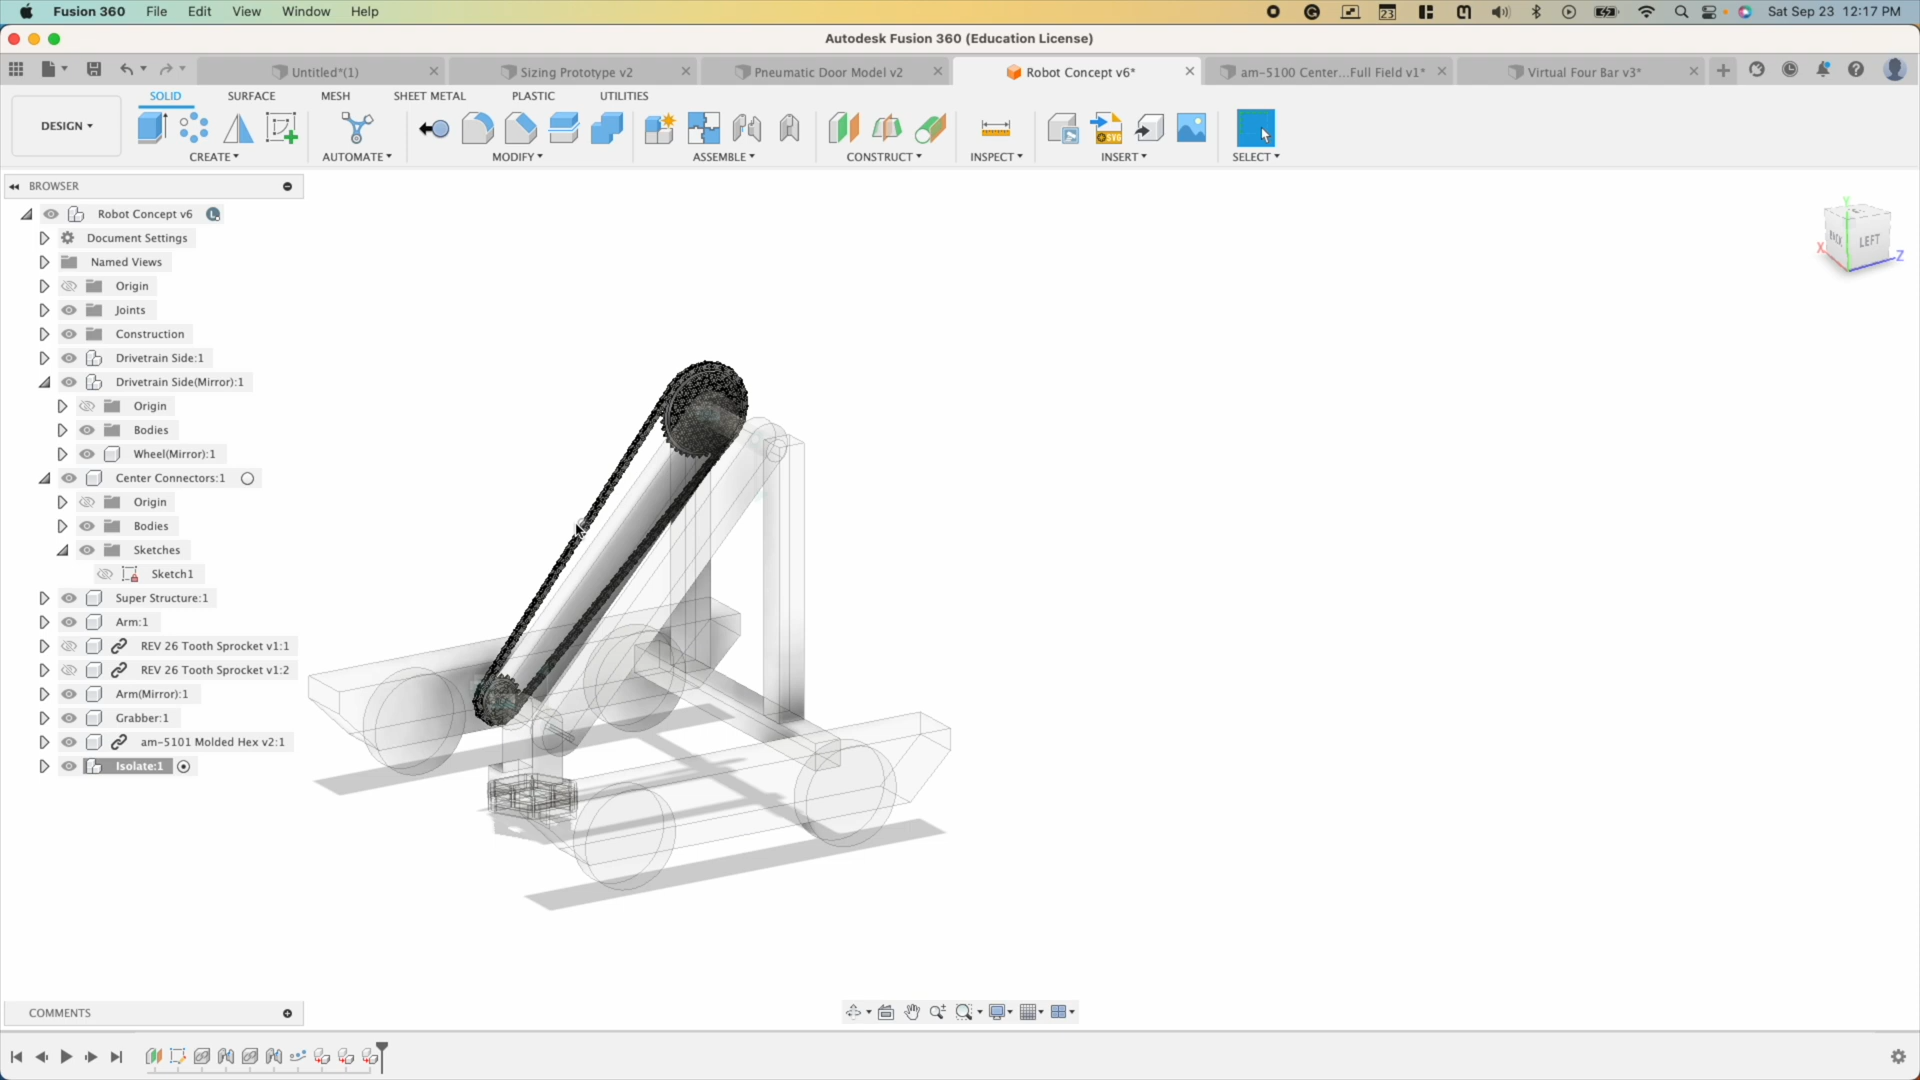 Fusion 360 File Edit View Window Help 23 Sat Sep 23 12:17 PM
Autodesk Fusion 360 (Education License)
Untitled*(1) Sizing Prototype v2 Pneumatic Door Model v2 Robot Concept v6* am-5100 Center...Full Field v1* Virtual Four Bar v3*
SOLID SURFACE MESH SHEET METAL PLASTIC UTILITIES
DESIGN
SVG
CREATE AUTOMATE MODIFY ASSEMBLE CONSTRUCT INSPECT INSERT SELECT
BROWSER
Robot Concept v6
Document Settings
Named Views
Origin
Joints
Construction
Drivetrain Side:1
Drivetrain Side(Mirror):1
Origin
Bodies
Wheel(Mirror):1
Center Connectors:1
Origin
Bodies
Sketches
Sketch1
Super Structure:1
Arm:1
REV 26 Tooth Sprocket v1:1
REV 26 Tooth Sprocket v1:2
Arm(Mirror):1
Grabber:1
am-5101 Molded Hex v2:1
Isolate:1
Y
BACK LEFT
X Z
COMMENTS